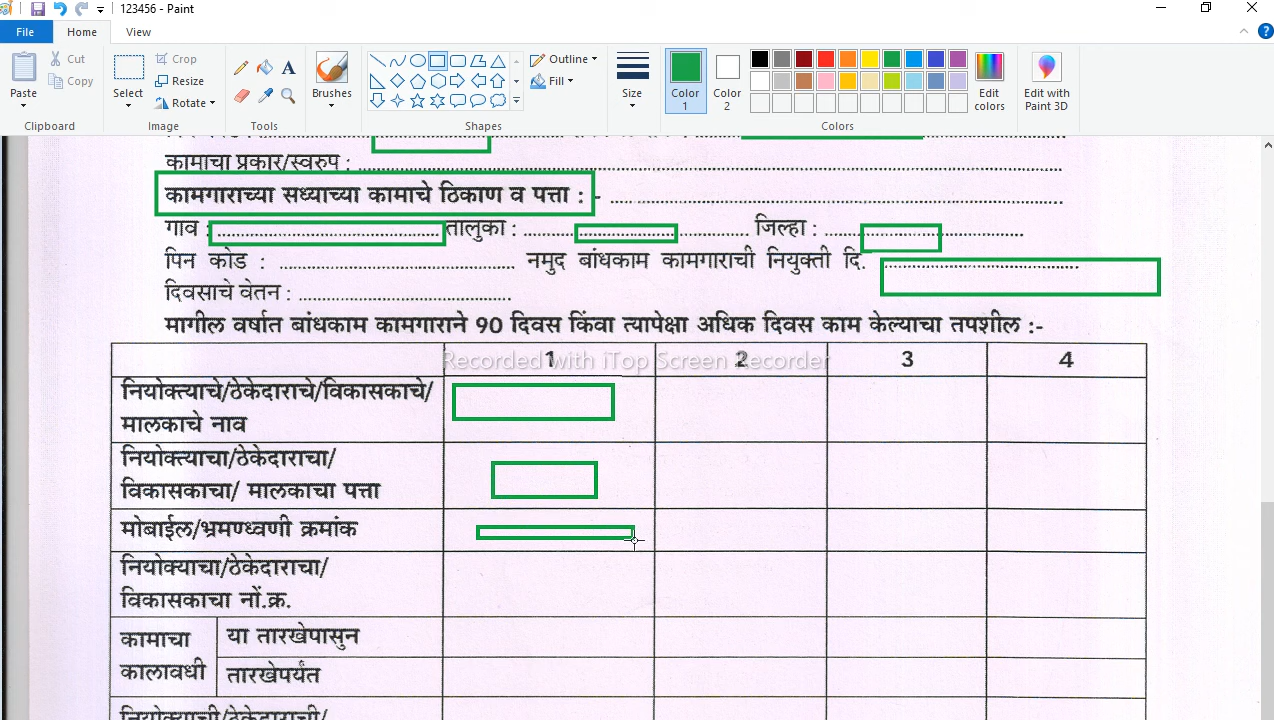 123456 - Paint
File Home View
Paste Cut Copy Clipboard
Select Crop Resize Rotate Image
Tools
Brushes
Outline Fill Shapes
Size
Color 1 Color 2 Edit colors Colors
Edit with Paint 3D
कामाचा प्रकार/स्वरुप : ..........
कामगाराच्या सध्याच्या कामाचे ठिकाण व पत्ता : - ..........
गाव : .......... तालुका : .......... जिल्हा : ..........
पिन कोड : .......... नमुद बांधकाम कामगाराची नियुक्ती दि. ..........
दिवसाचे वेतन : ..........
मागील वर्षात बांधकाम कामगाराने 90 दिवस किंवा त्यापेक्षा अधिक दिवस काम केल्याचा तपशील :-
1 2 3 4
Recorded with iTop Screen Recorder
नियोक्त्याचे/ठेकेदाराचे/विकासकाचे/
मालकाचे नाव
नियोक्त्याचा/ठेकेदाराचा/
विकासकाचा/ मालकाचा पत्ता
मोबाईल/भ्रमणध्वणी क्रमांक
नियोक्याचा/ठेकेदाराचा/
विकासकाचा नों.क्र.
कामाचा कालावधी
या तारखेपासुन
तारखेपर्यंत
नियोक्त्याची/ठेकेदाराची/